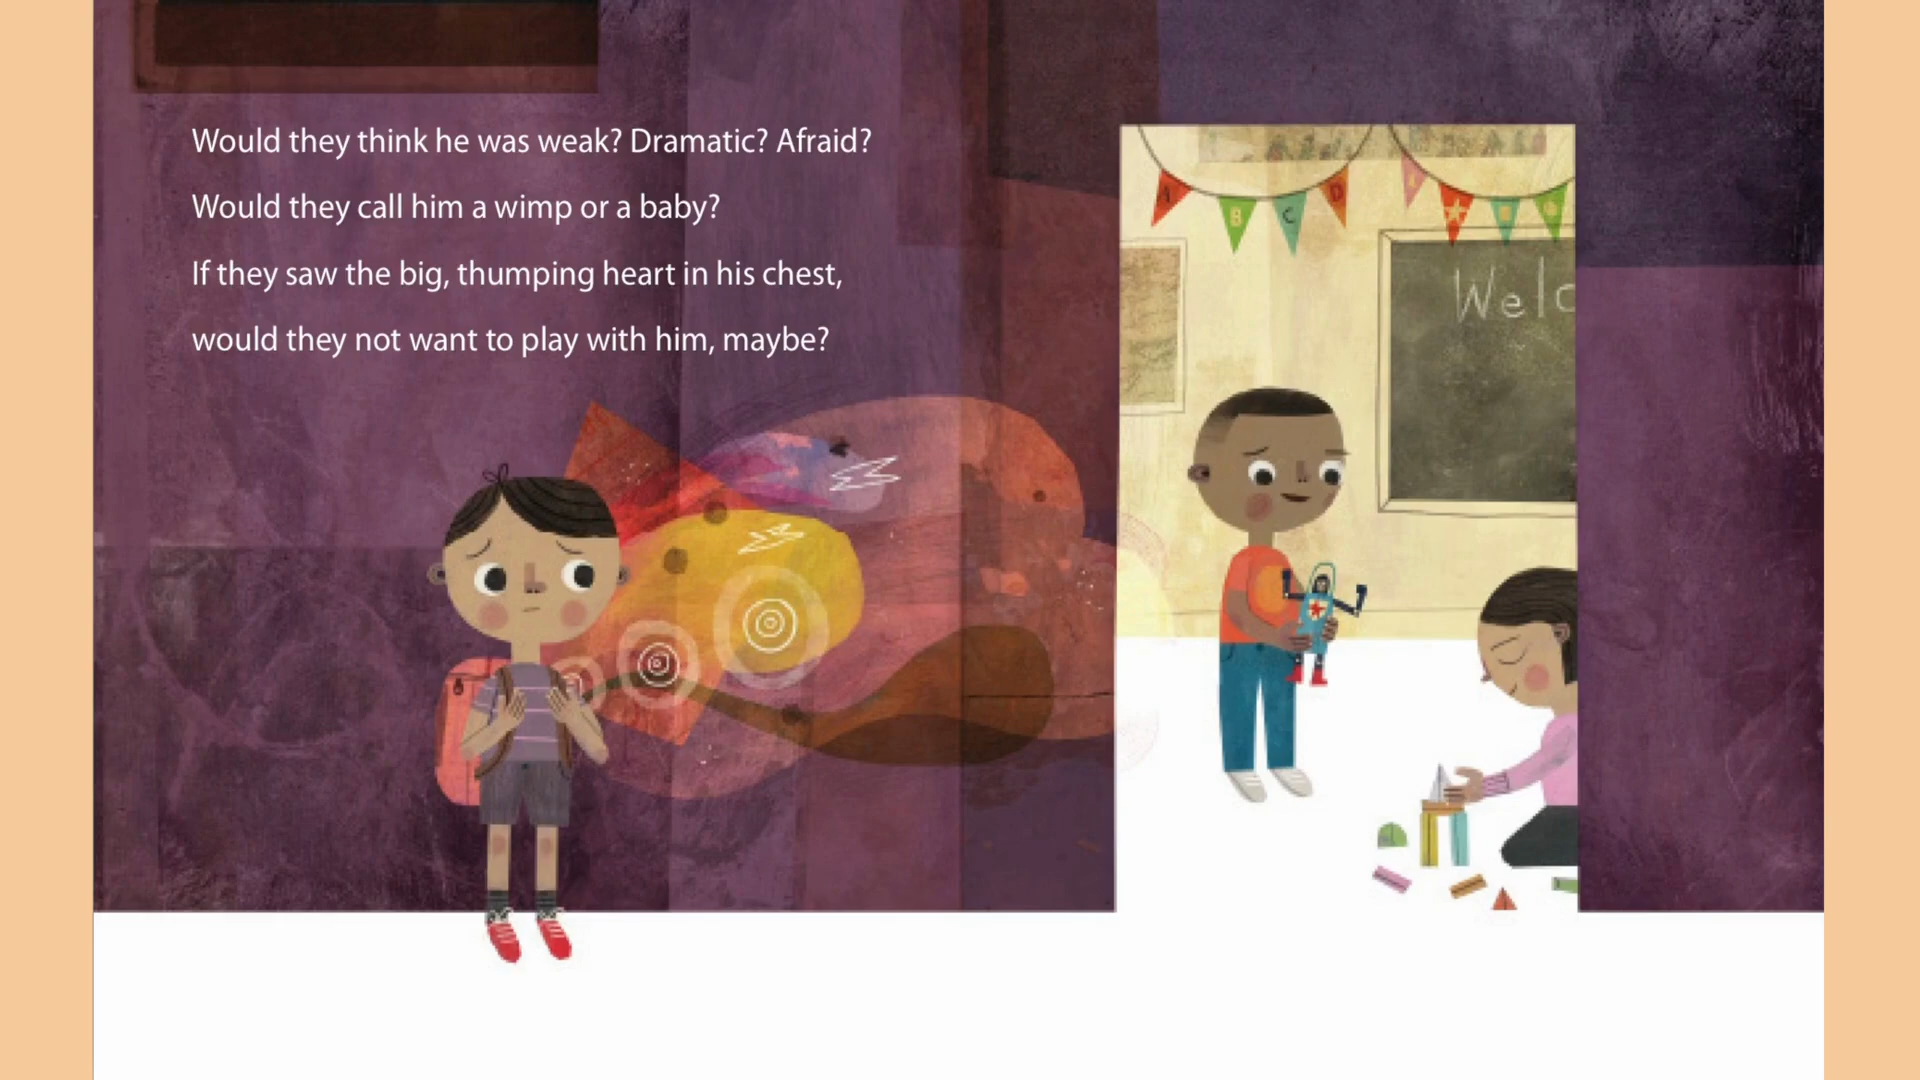 Would they think he was weak? Dramatic? Afraid?
Would they call him a wimp or a baby?
If they saw the big, thumping heart in his chest,
would they not want to play with him, maybe?
A B C D
Welc